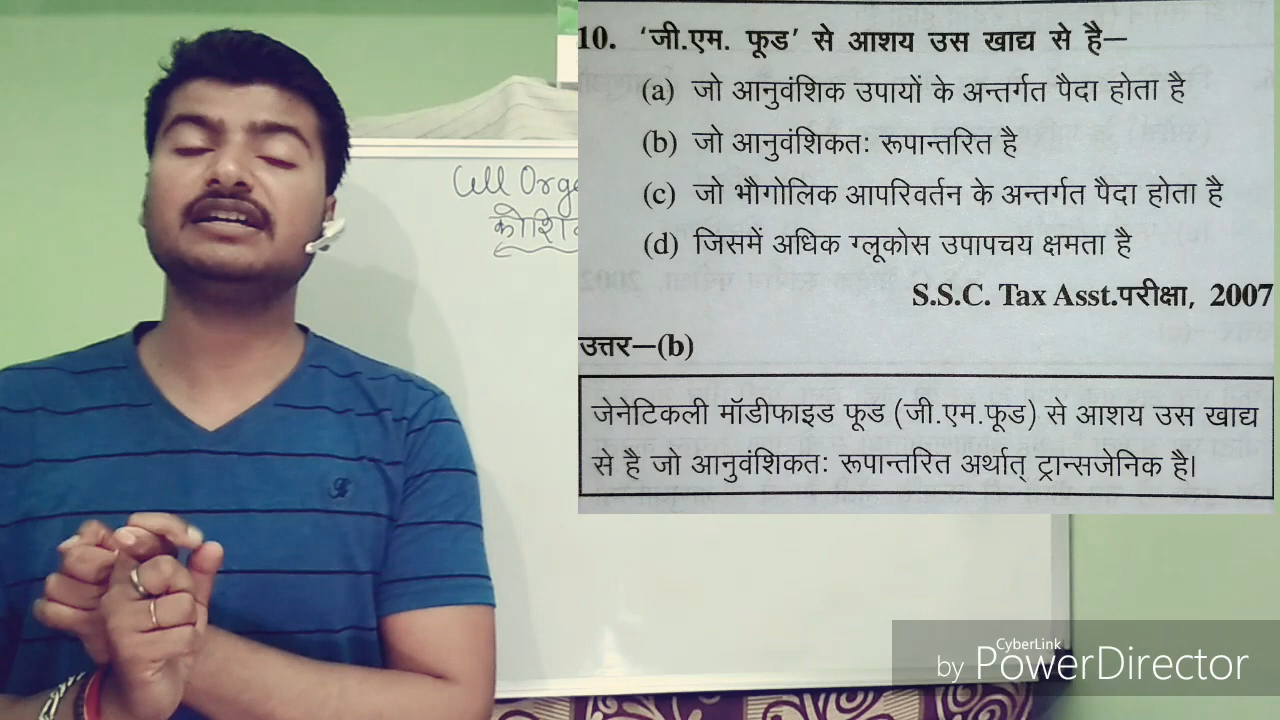 Cell Orge
कोशि
10. ‘जी.एम. फूड’ से आशय उस खाद्य से है—
(a) जो आनुवंशिक उपायों के अन्तर्गत पैदा होता है
(b) जो आनुवंशिकतः रूपान्तरित है
(c) जो भौगोलिक आपरिवर्तन के अन्तर्गत पैदा होता है
(d) जिसमें अधिक ग्लूकोस उपापचय क्षमता है
S.S.C. Tax Asst.परीक्षा, 2007
उत्तर—(b)
जेनेटिकली मॉडीफाइड फूड (जी.एम.फूड) से आशय उस खाद्य
से है जो आनुवंशिकतः रूपान्तरित अर्थात् ट्रान्सजेनिक है।
CyberLink
by PowerDirector